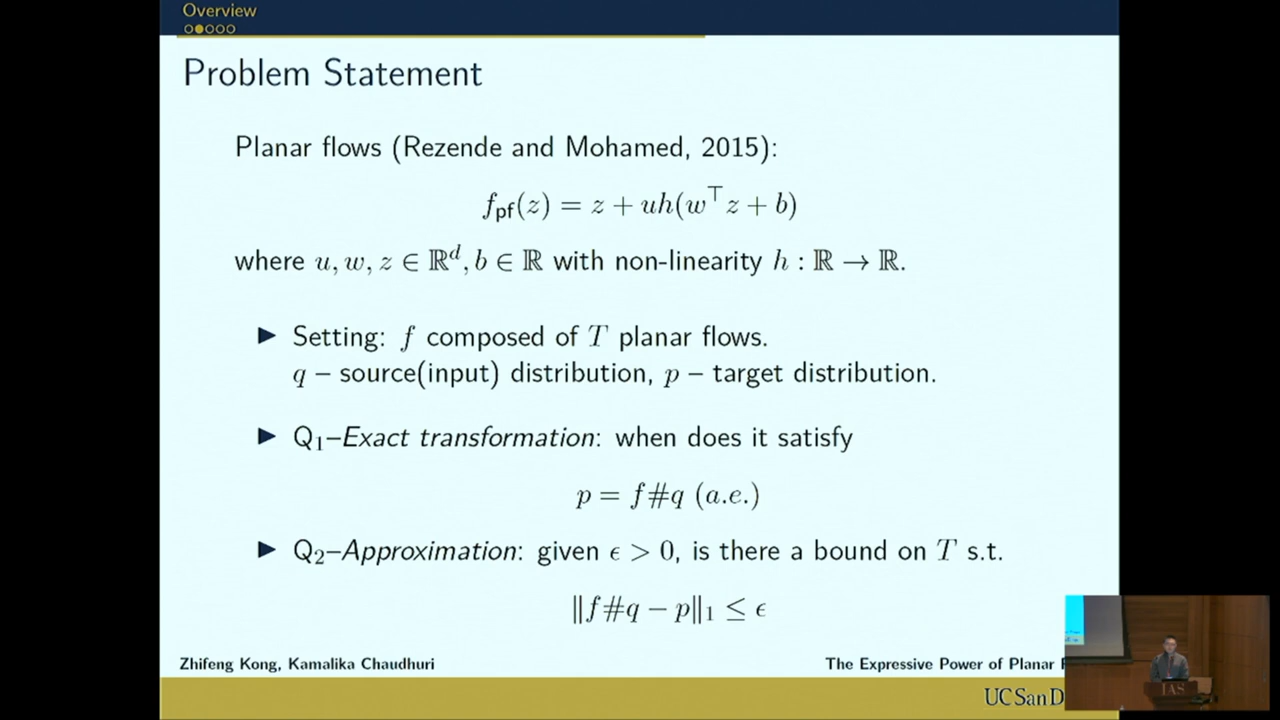 Overview
Problem Statement
Planar flows (Rezende and Mohamed, 2015):
f_pf(z) = z + uh(w^⊤z + b)
where u, w, z ∈ ℝ^d, b ∈ ℝ with non-linearity h : ℝ → ℝ.
▶ Setting: f composed of T planar flows.
q – source(input) distribution, p – target distribution.
▶ Q₁–Exact transformation: when does it satisfy
p = f#q (a.e.)
▶ Q₂–Approximation: given ϵ > 0, is there a bound on T s.t.
‖f#q − p‖₁ ≤ ϵ
Zhifeng Kong, Kamalika Chaudhuri
The Expressive Power of Planar
UC San D
IAS